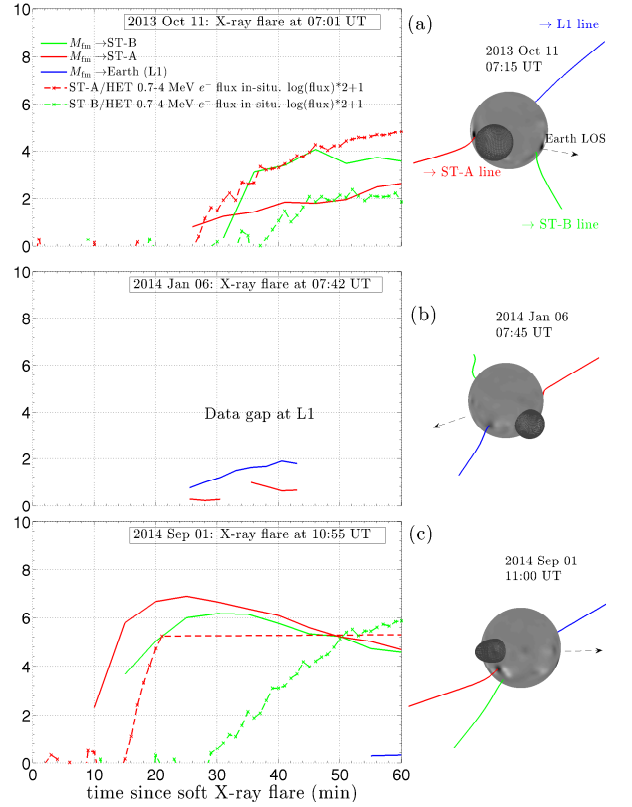 2013 Oct 11: X-ray flare at 07:01 UT
(a)
→ L1 line
2013 Oct 11
07:15 UT
M_fm→ST-B
M_fm→ST-A
M_fm→Earth (L1)
ST-A/HET 0.7-4 MeV e⁻ flux in-situ. log(flux)*2+1
ST B/HET 0.7 4 MeV e⁻ flux in situ. log(flux)*2+1
Earth LOS
→ ST-A line
→ ST-B line
10
8
6
4
2
0
2014 Jan 06: X-ray flare at 07:42
(b)
2014 Jan 06
07:45 UT
Data gap at L1
10
8
6
4
2
0
2014 Sep 01: X-ray flare at 10:55 UT
(c)
2014 Sep 01
11:00 UT
10
8
6
4
2
0
0 10 20 30 40 50 60
time since soft X-ray flare (min)